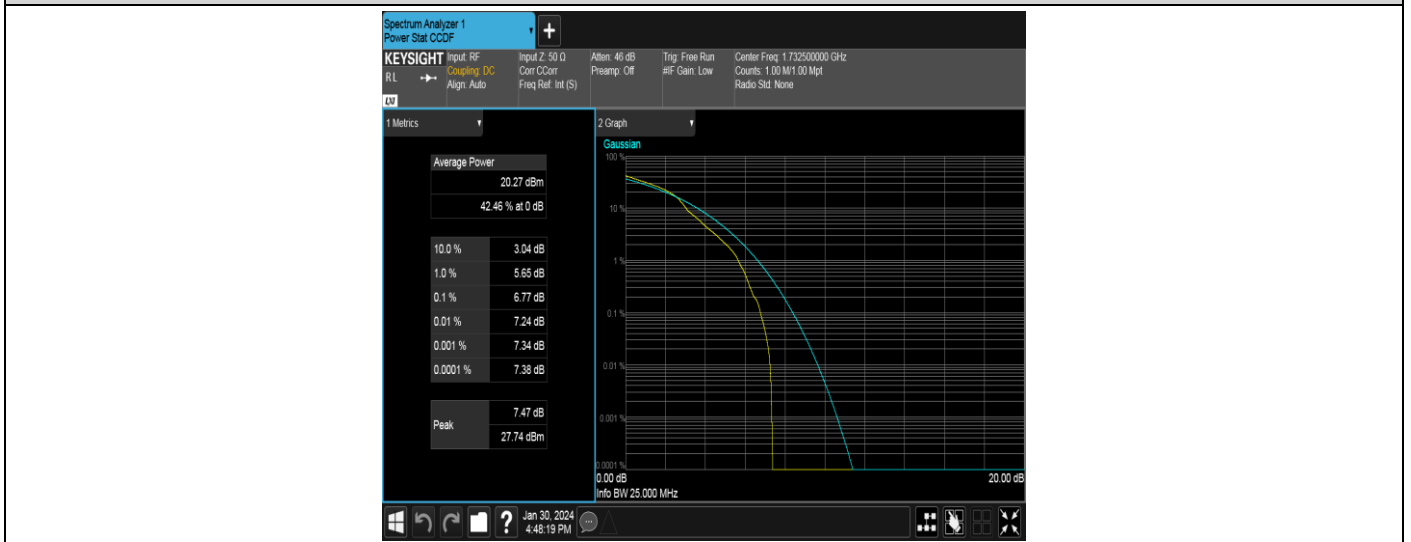 Spectrum Analyzer 1
Power Stat CCDF
+
KEYSIGHT Input: RF Input Z: 50 Ω Atten: 46 dB Trig: Free Run Center Freq: 1.732500000 GHz
RL Coupling: DC Corr CCorr Preamp: Off #IF Gain: Low Counts: 1.00 M/1.00 Mpt
Align: Auto Freq Ref: Int (S) Radio Std: None
LXI
1 Metrics 2 Graph
Gaussian
Average Power
20.27 dBm
42.46 % at 0 dB
10.0 % 3.04 dB
1.0 % 5.65 dB
0.1 % 6.77 dB
0.01 % 7.24 dB
0.001 % 7.34 dB
0.0001 % 7.38 dB
Peak 7.47 dB
27.74 dBm
100 %
10 %
1 %
0.1 %
0.01 %
0.001 %
0.0001 %
0.00 dB 20.00 dB
Info BW 25.000 MHz
? Jan 30, 2024
4:48:19 PM